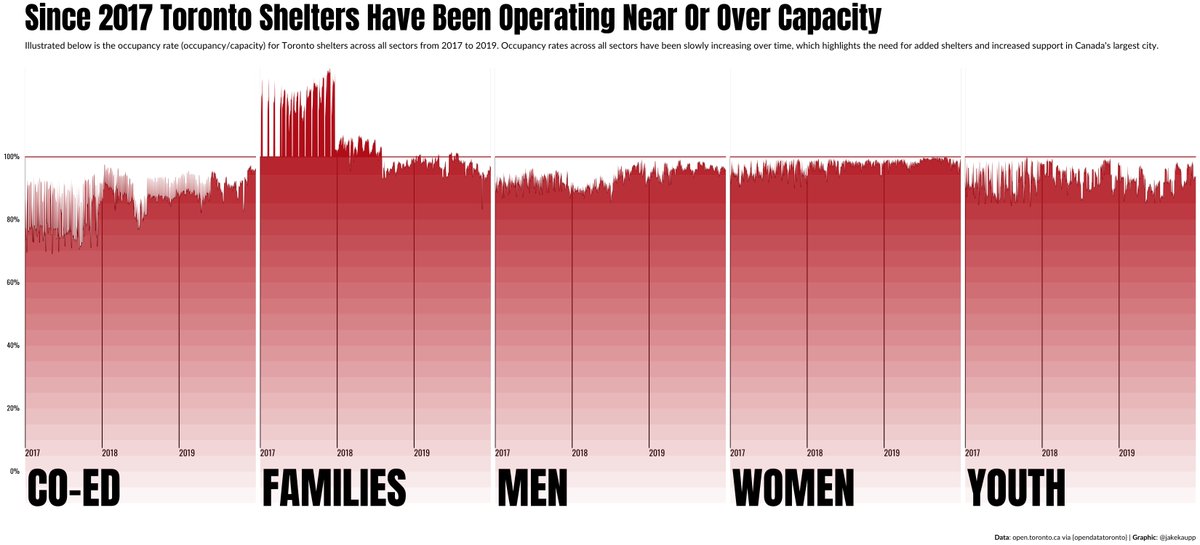 Since 2017 Toronto Shelters Have Been Operating Near Or Over Capacity
Illustrated below is the occupancy rate (occupancy/capacity) for Toronto shelters across all sectors from 2017 to 2019. Occupancy rates across all sectors have been slowly increasing over time, which highlights the need for added shelters and increased support in Canada's largest city.
100%
80%
60%
40%
20%
0%
2017 2018 2019
2017 2018 2019
2017 2018 2019
2017 2018 2019
2017 2018 2019
CO-ED FAMILIES MEN WOMEN YOUTH
Data: open.toronto.ca via {opendatatoronto} | Graphic: @jakekaupp